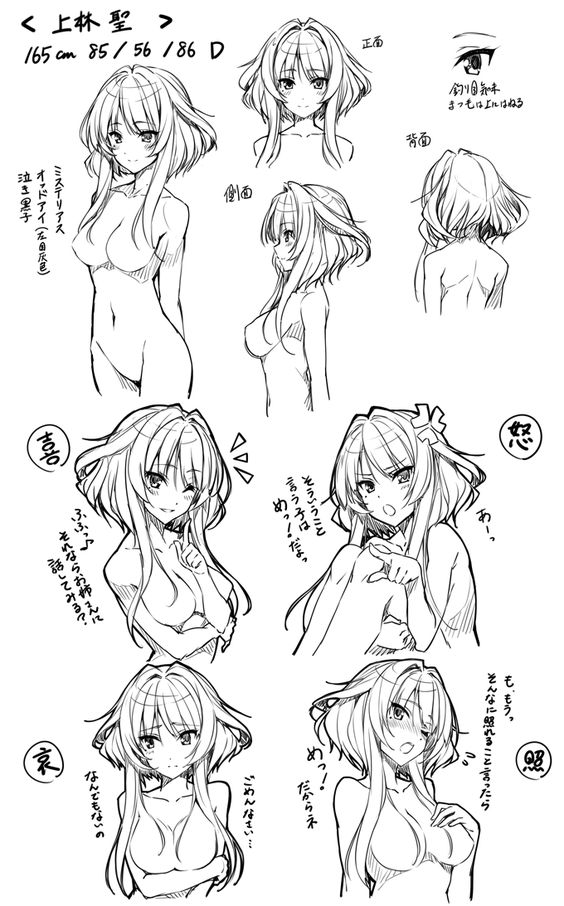 < 上林 聖 >
165cm 85/56/86 D
正面
釣り目気味
まつ毛は上にはねる
背面
側面
ミステリアス
オッドアイ(左目灰色)
泣き黒子
喜
ふふっ♪
それならお姉さんに
話してみる?
怒
あーっ
そういうこと
言う子は
めっ!だよっ
哀
ごめんなさい…
なんでもないの
照
も、もうっ
そんなに照れること言ったら
めっ!
だからネ